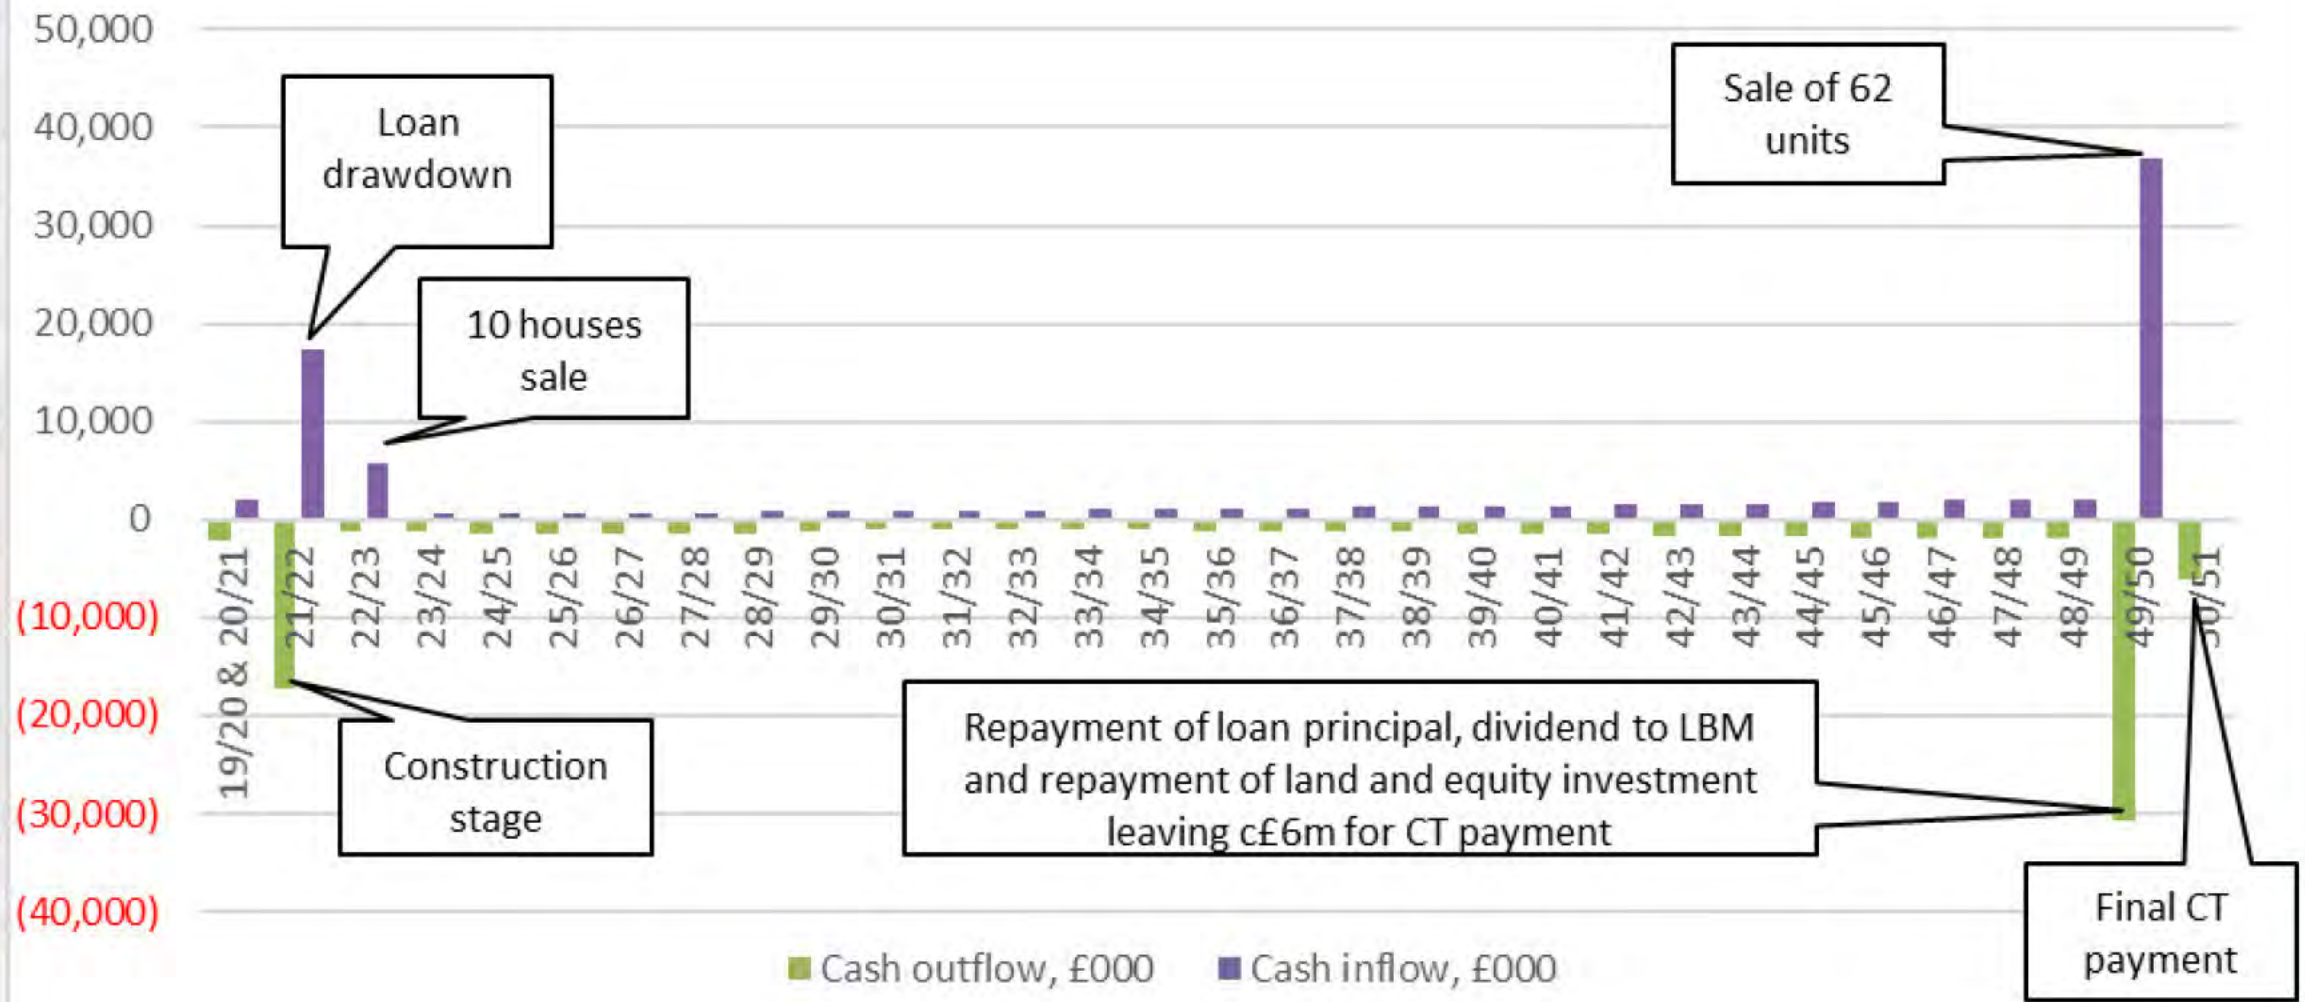 50,000
40,000
30,000
20,000
10,000
0
(10,000)
(20,000)
(30,000)
(40,000)
Loan
drawdown
10 houses
sale
Sale of 62
units
19/20 & 20/21
21/22
22/23
23/24
24/25
25/26
26/27
27/28
28/29
29/30
30/31
31/32
32/33
33/34
34/35
35/36
36/37
37/38
38/39
39/40
40/41
41/42
42/43
43/44
44/45
45/46
46/47
47/48
48/49
49/50
50/51
Construction
stage
Repayment of loan principal, dividend to LBM
and repayment of land and equity investment
leaving c£6m for CT payment
Final CT
payment
Cash outflow, £000
Cash inflow, £000